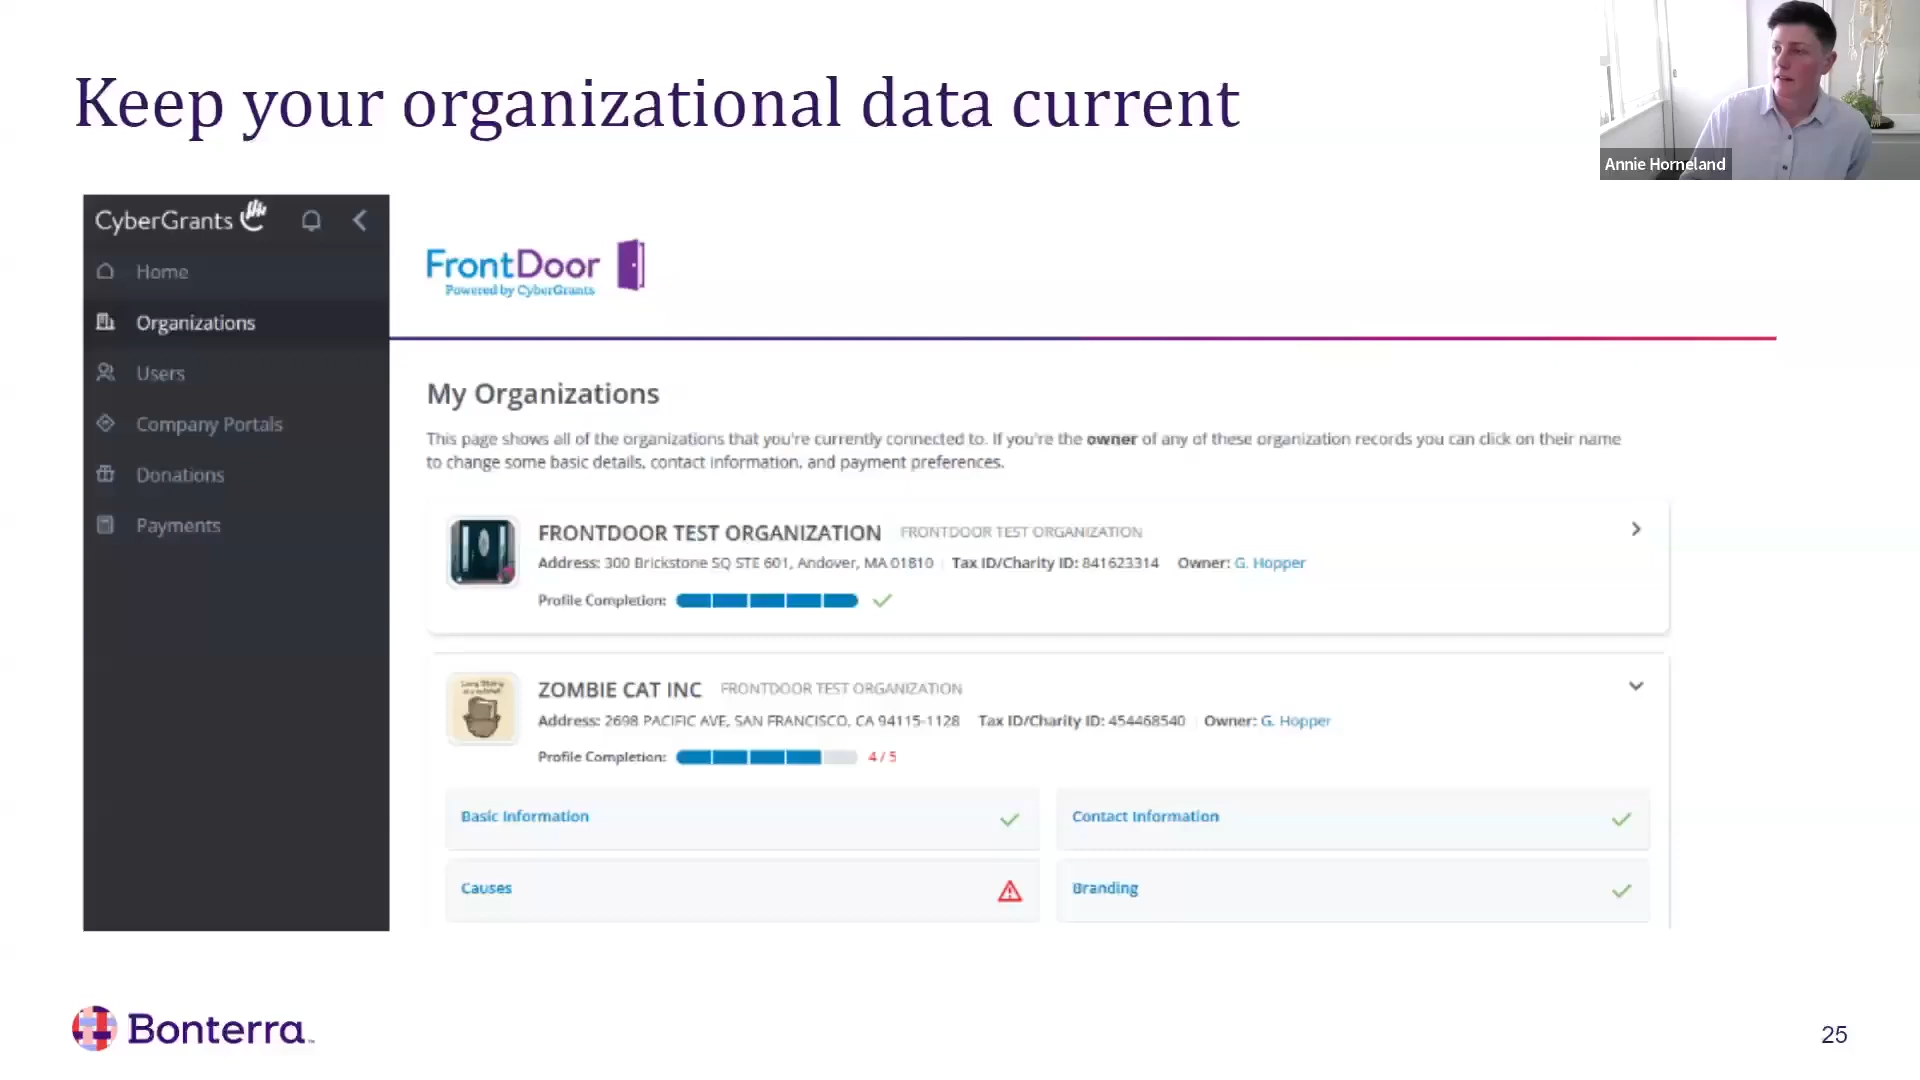 Keep your organizational data current
Annie Horneland
CyberGrants
Home
Organizations
Users
Company Portals
Donations
Payments
FrontDoor
Powered by CyberGrants
My Organizations
This page shows all of the organizations that you're currently connected to. If you're the owner of any of these organization records you can click on their name
to change some basic details, contact information, and payment preferences.
FRONTDOOR TEST ORGANIZATION FRONTDOOR TEST ORGANIZATION
Address: 300 Brickstone SQ STE 601, Andover, MA 01810 Tax ID/Charity ID: 841623314 Owner: G. Hopper
Profile Completion:
ZOMBIE CAT INC FRONTDOOR TEST ORGANIZATION
Address: 2698 PACIFIC AVE, SAN FRANCISCO, CA 94115-1128 Tax ID/Charity ID: 454468540 Owner: G. Hopper
Profile Completion: 4 / 5
Basic Information
Contact Information
Causes
Branding
Bonterra
25